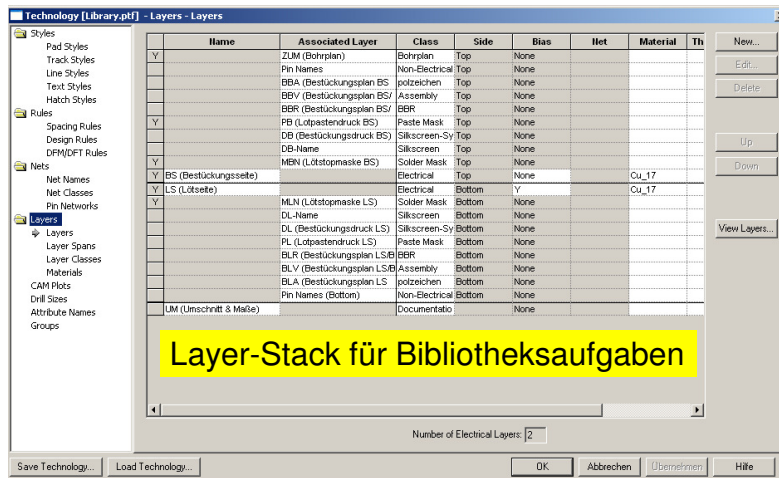 Technology [Library.ptf] - Layers - Layers
Styles
Pad Styles
Track Styles
Line Styles
Text Styles
Hatch Styles
Rules
Spacing Rules
Design Rules
DFM/DFT Rules
Nets
Net Names
Net Classes
Pin Networks
Layers
Layers
Layer Spans
Layer Classes
Materials
CAM Plots
Drill Sizes
Attribute Names
Groups
Name Associated Layer Class Side Bias Net Material Th
Y ZUM (Bohrplan) Bohrplan Top None
Pin Names Non-Electrical Top None
BBA (Bestückungsplan BS polzeichen Top None
BBV (Bestückungsplan BS/ Assembly Top None
BBR (Bestückungsplan BS/ BBR Top None
Y PB (Lotpastendruck BS) Paste Mask Top None
DB (Bestückungsdruck BS) Silkscreen-Sy Top None
DB-Name Silkscreen Top None
Y MBN (Lötstopmaske BS) Solder Mask Top None
Y BS (Bestückungsseite) Electrical Top None Cu_17
Y LS (Lötseite) Electrical Bottom Y Cu_17
Y MLN (Lötstopmaske LS) Solder Mask Bottom None
DL-Name Silkscreen Bottom None
DL (Bestückungsdruck LS) Silkscreen-Sy Bottom None
PL (Lotpastendruck LS) Paste Mask Bottom None
BLR (Bestückungsplan LS/B BBR Bottom None
BLV (Bestückungsplan LS/B Assembly Bottom None
BLA (Bestückungsplan LS polzeichen Bottom None
Pin Names (Bottom) Non-Electrical Bottom None
UM (Umschnitt & Maße) Documentatio None
Layer-Stack für Bibliotheksaufgaben
Number of Electrical Layers: 2
New...
Edit...
Delete
Up
Down
View Layers...
Save Technology... Load Technology... OK Abbrechen Übernehmen Hilfe